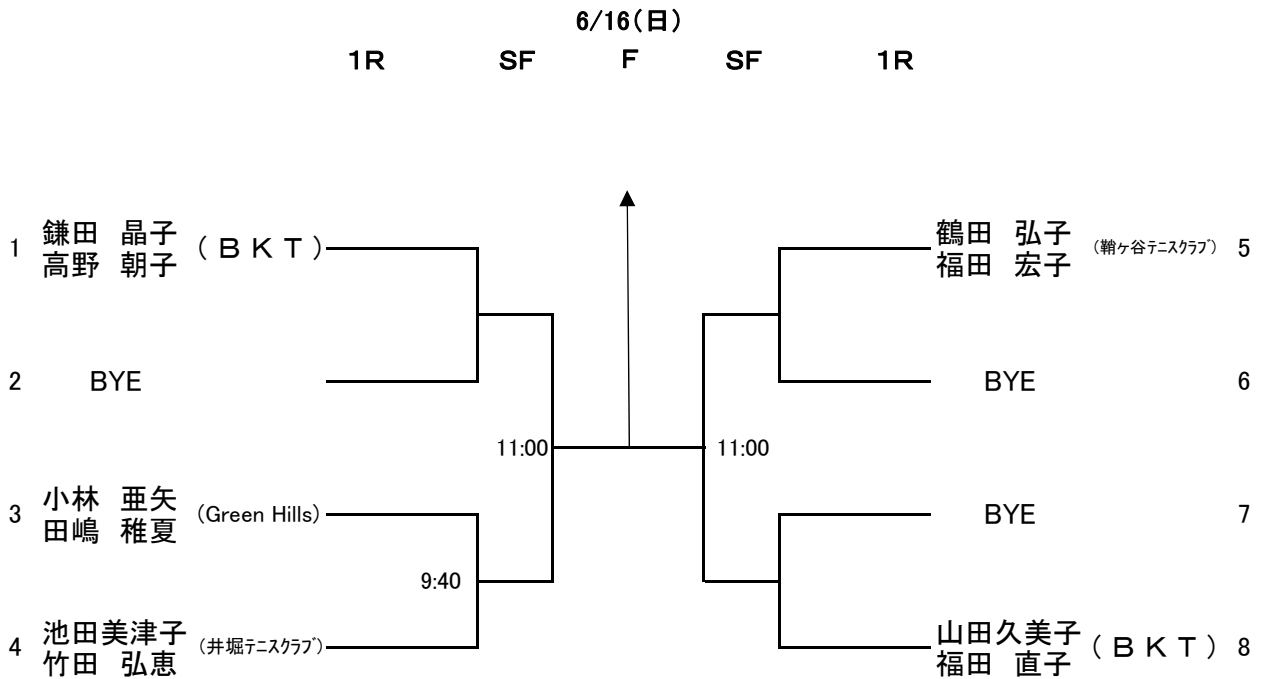 6/16(日)
1R SF F SF 1R
1 鎌田 晶子 高野 朝子 (BKT)
鶴田 弘子 福田 宏子 (鞘ヶ谷テニスクラブ) 5
2 BYE
BYE 6
11:00 11:00
3 小林 亜矢 田嶋 稚夏 (Green Hills)
BYE 7
9:40
4 池田美津子 竹田 弘恵 (井堀テニスクラブ)
山田久美子 福田 直子 (BKT) 8